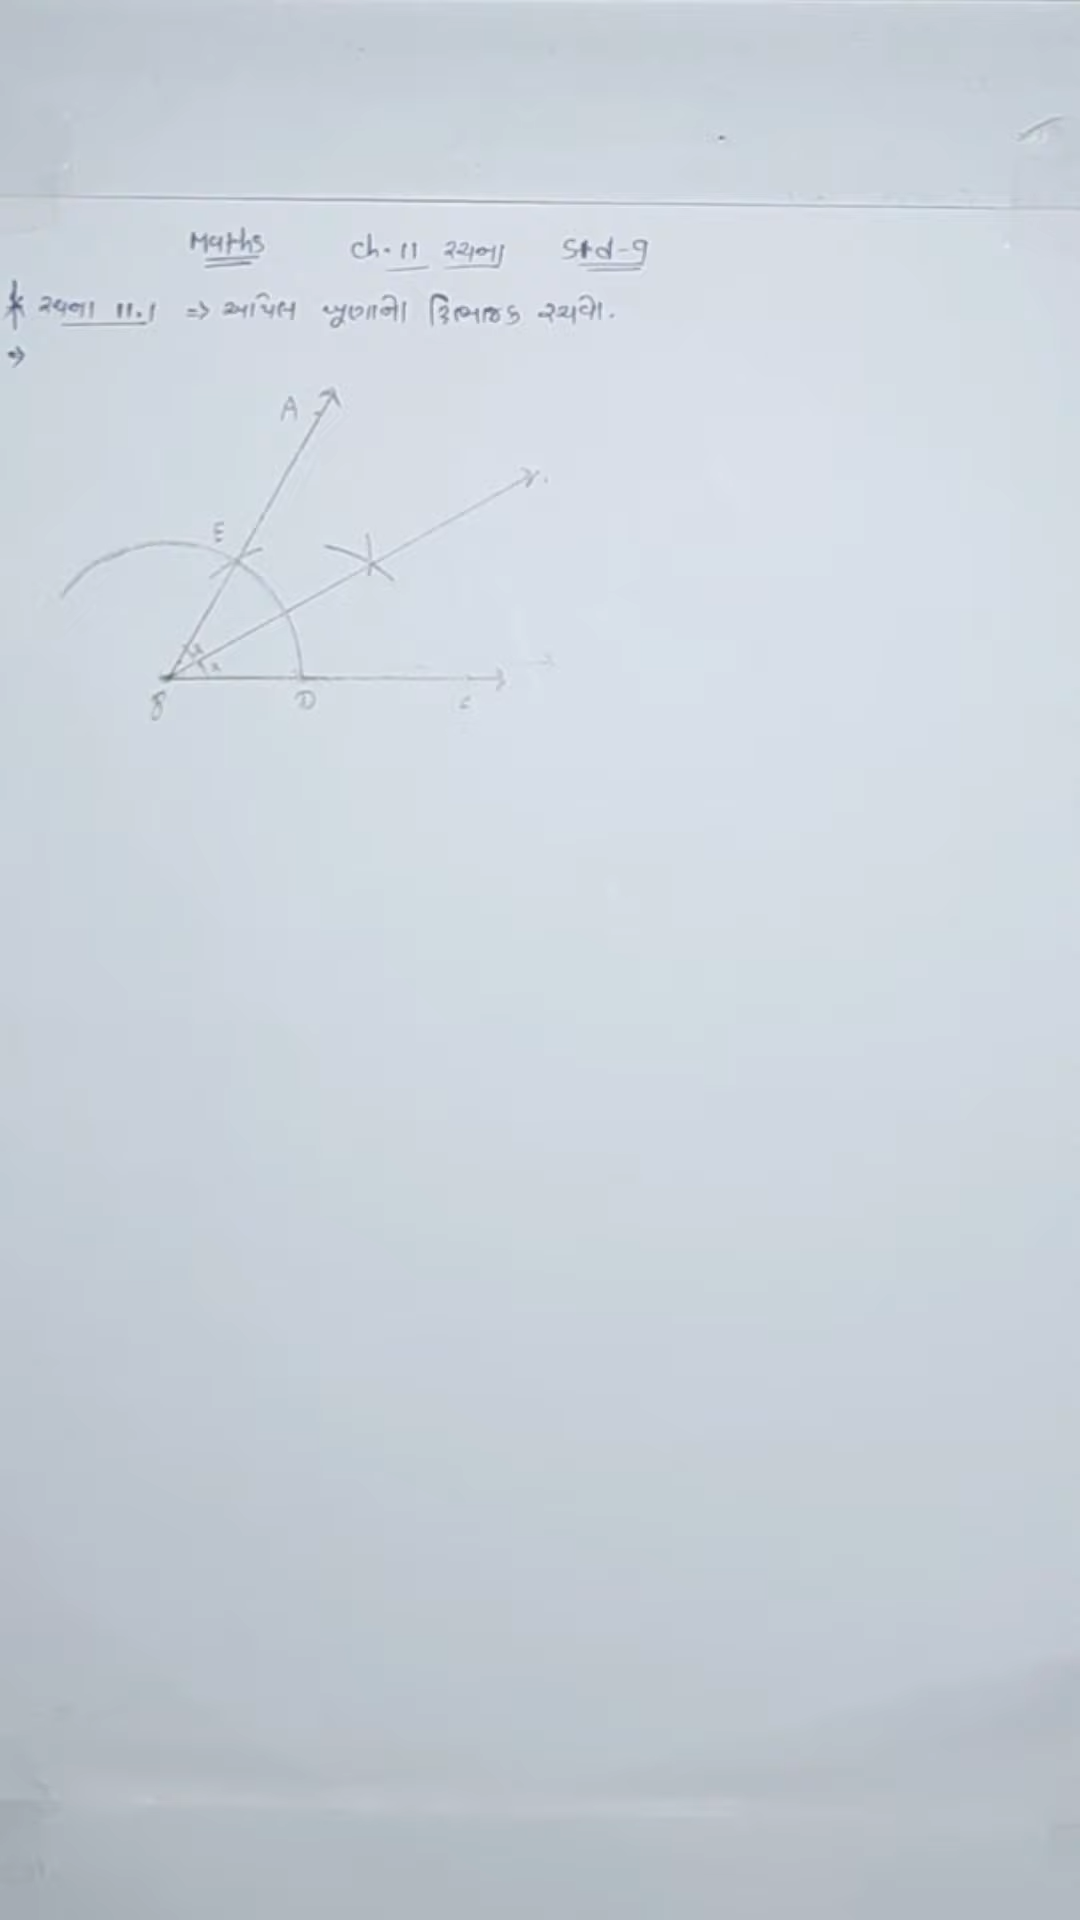 Maths ch-11 રચના Std-9
* રચના 11.1 ⇒ આપેલ ખૂણાનો દ્વિભાજક રચવો.
⇒
A
E
B D C